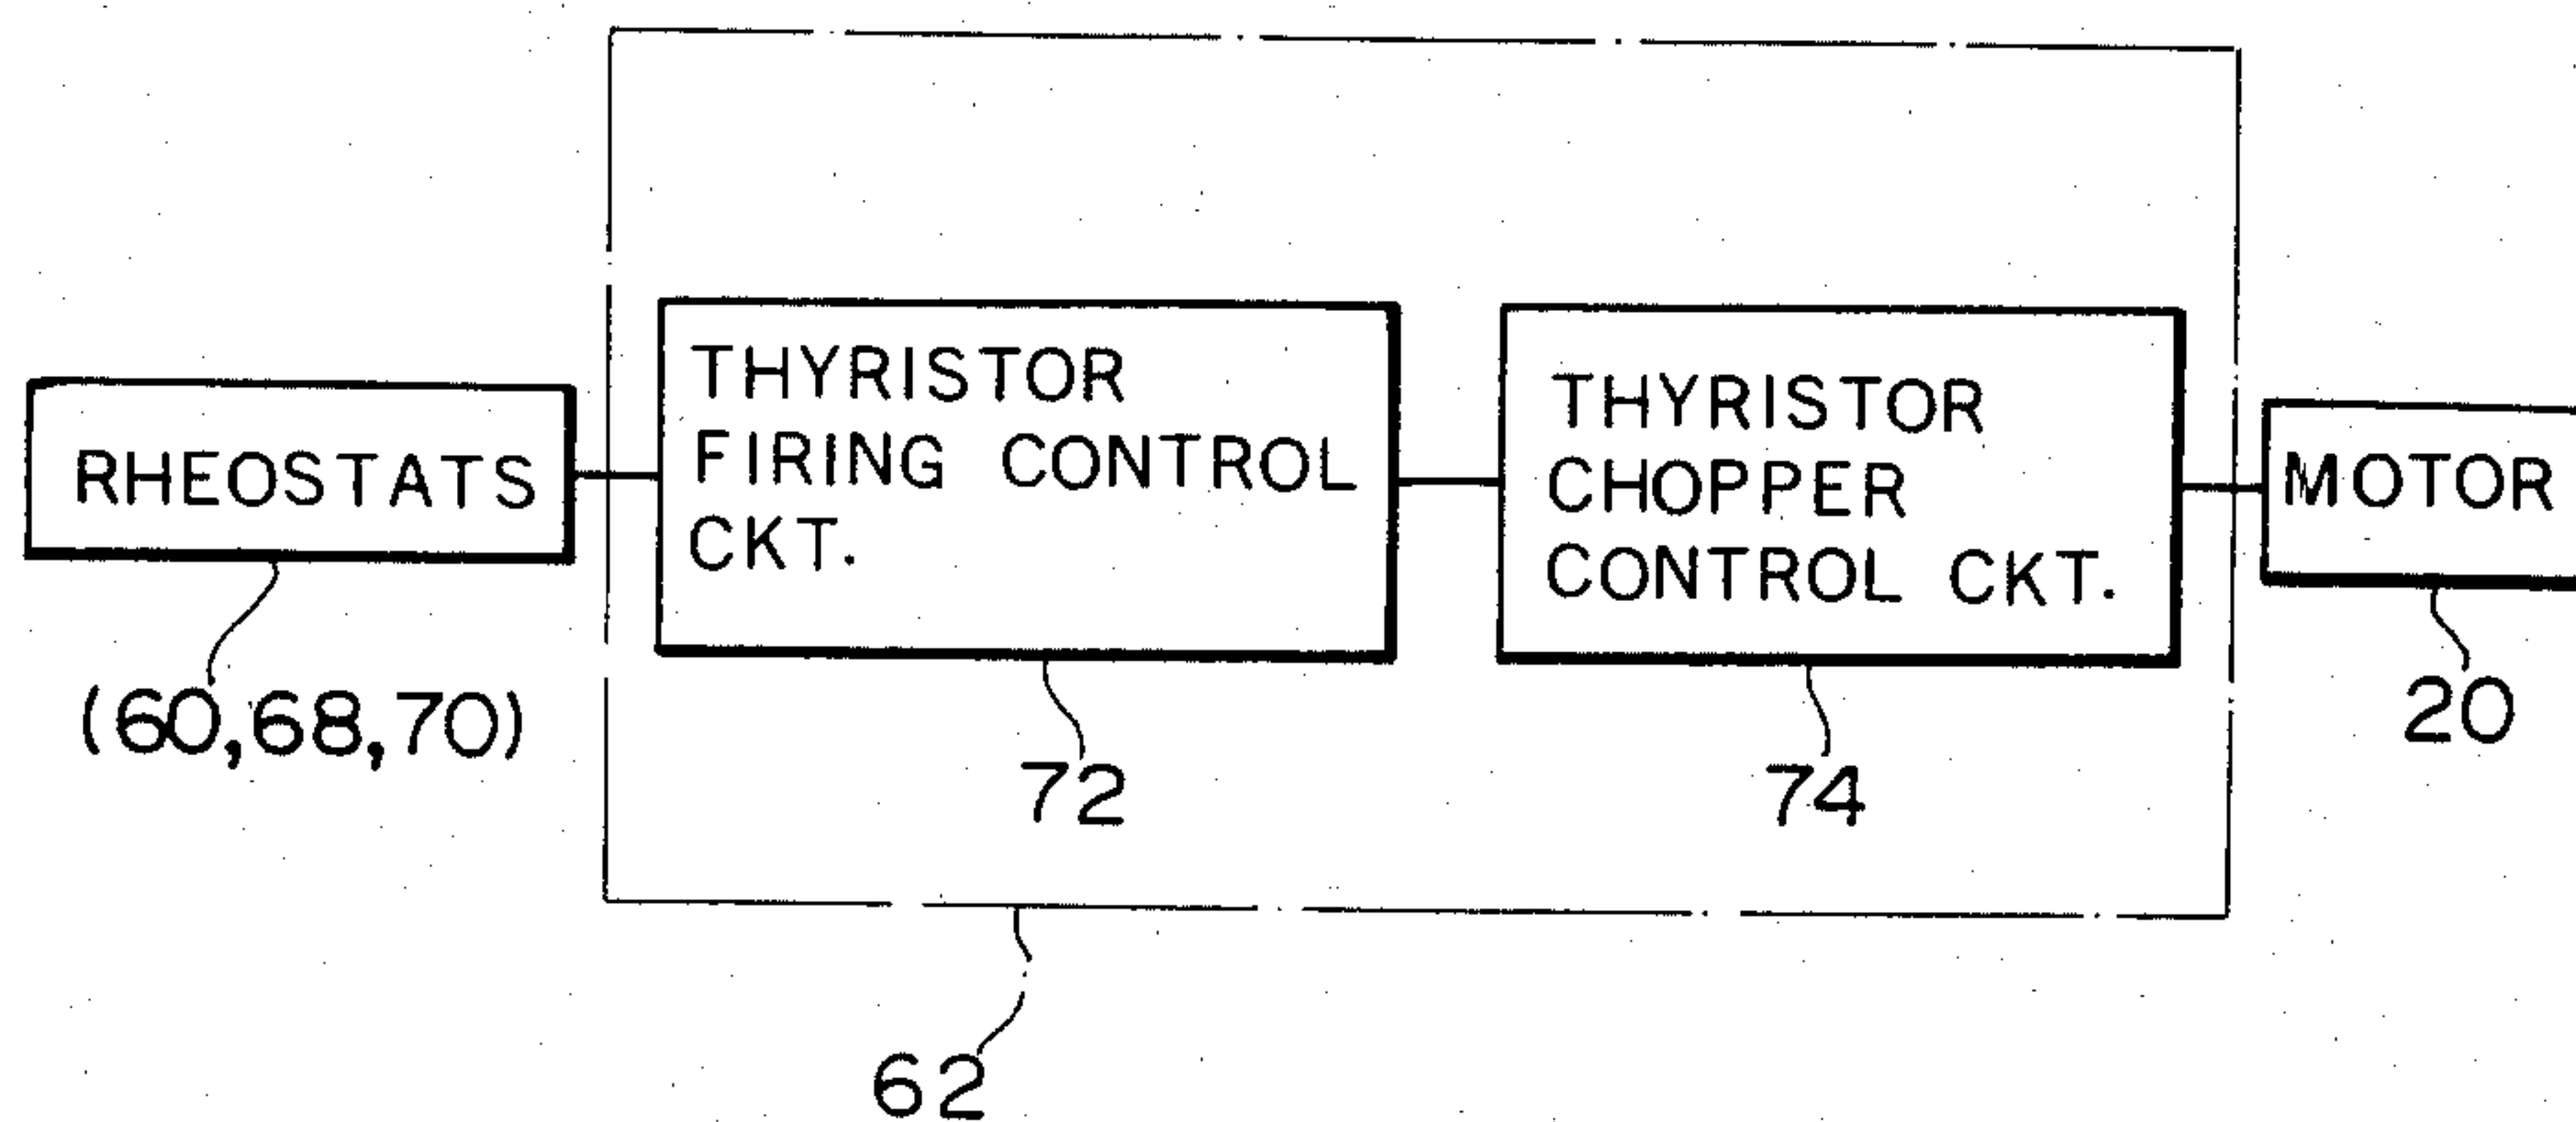 RHEOSTATS
(60,68,70)
THYRISTOR
FIRING CONTROL
CKT.
72
THYRISTOR
CHOPPER
CONTROL CKT.
74
MOTOR
20
62